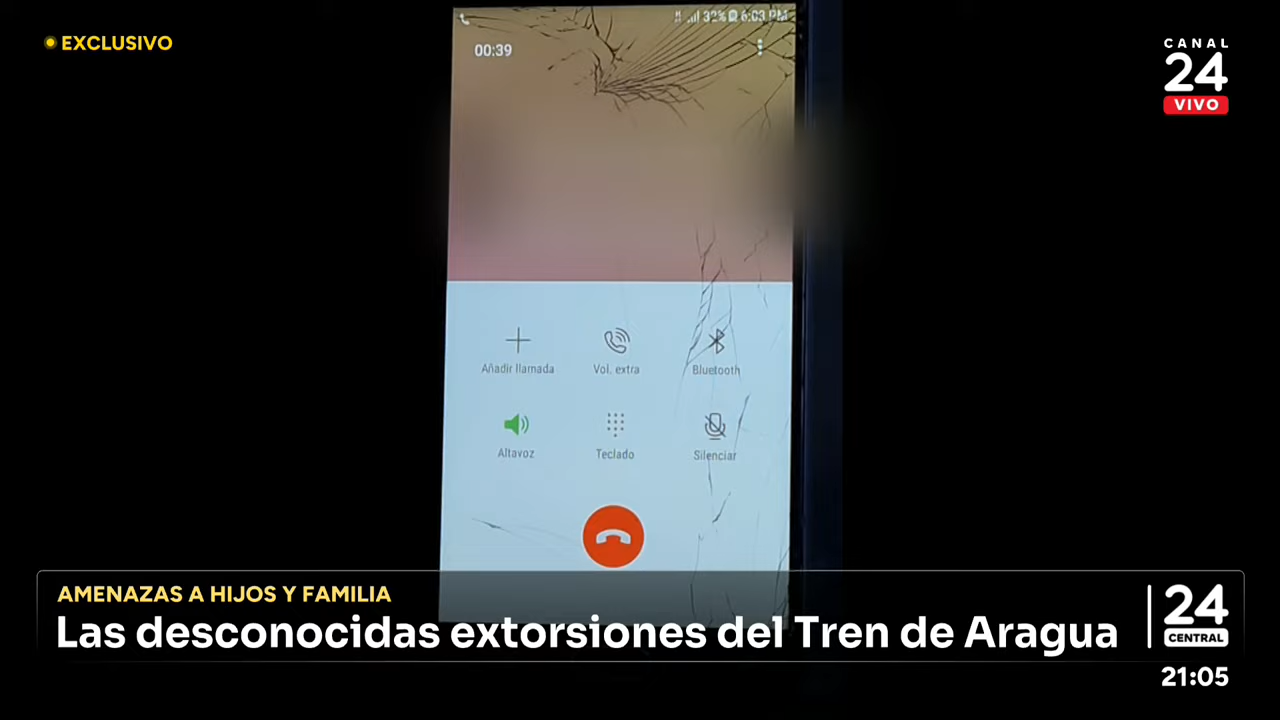 EXCLUSIVO
CANAL
24
VIVO
32% 6:03 PM
00:39
Añadir llamada
Vol. extra
Bluetooth
Altavoz
Teclado
Silenciar
AMENAZAS A HIJOS Y FAMILIA
Las desconocidas extorsiones del Tren de Aragua
24
CENTRAL
21:05